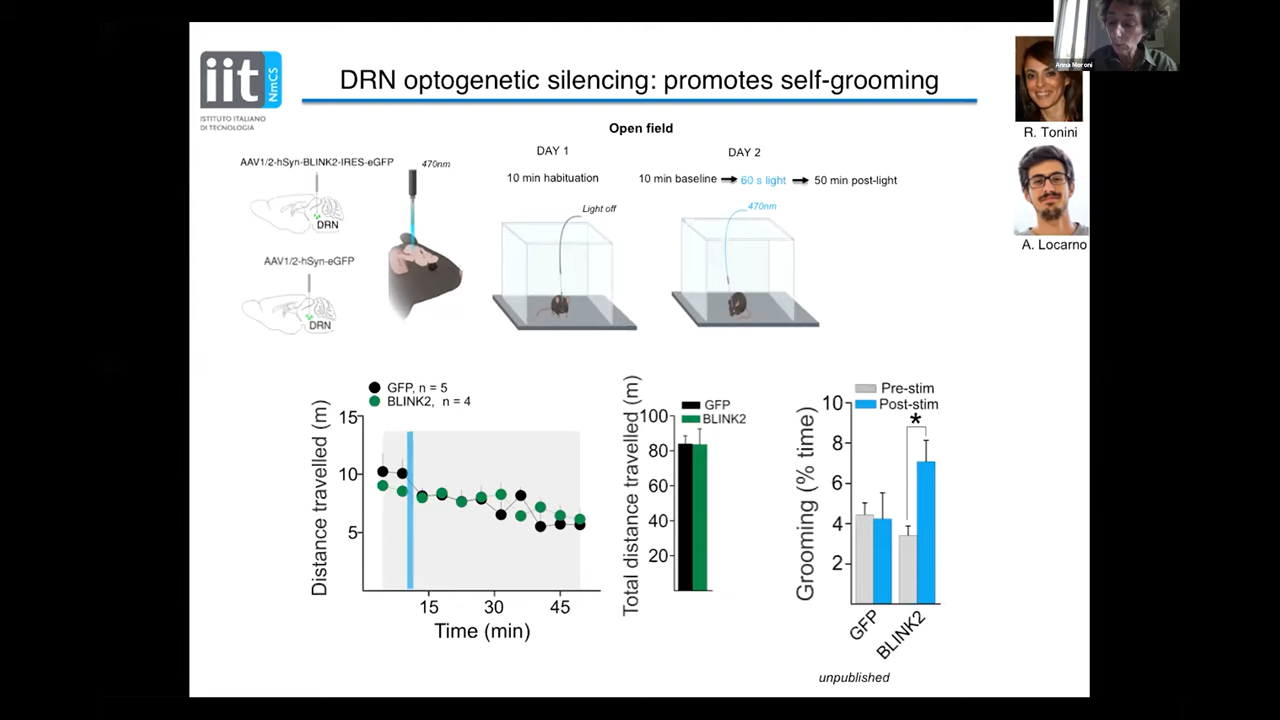 Anna Moroni
iit
NmCS
ISTITUTO ITALIANO
DI TECNOLOGIA
DRN optogenetic silencing: promotes self-grooming
R. Tonini
A. Locarno
Open field
AAV1/2-hSyn-BLINK2-IRES-eGFP
470nm
DRN
AAV1/2-hSyn-eGFP
DRN
DAY 1
10 min habituation
Light off
DAY 2
10 min baseline 60 s light 50 min post-light
470nm
GFP, n = 5
BLINK2, n = 4
Distance travelled (m)
15
10
5
15 30 45
Time (min)
Total distance travelled (m)
GFP
BLINK2
100
80
60
40
20
Grooming (% time)
Pre-stim
Post-stim
*
10
8
6
4
2
GFP
BLINK2
unpublished